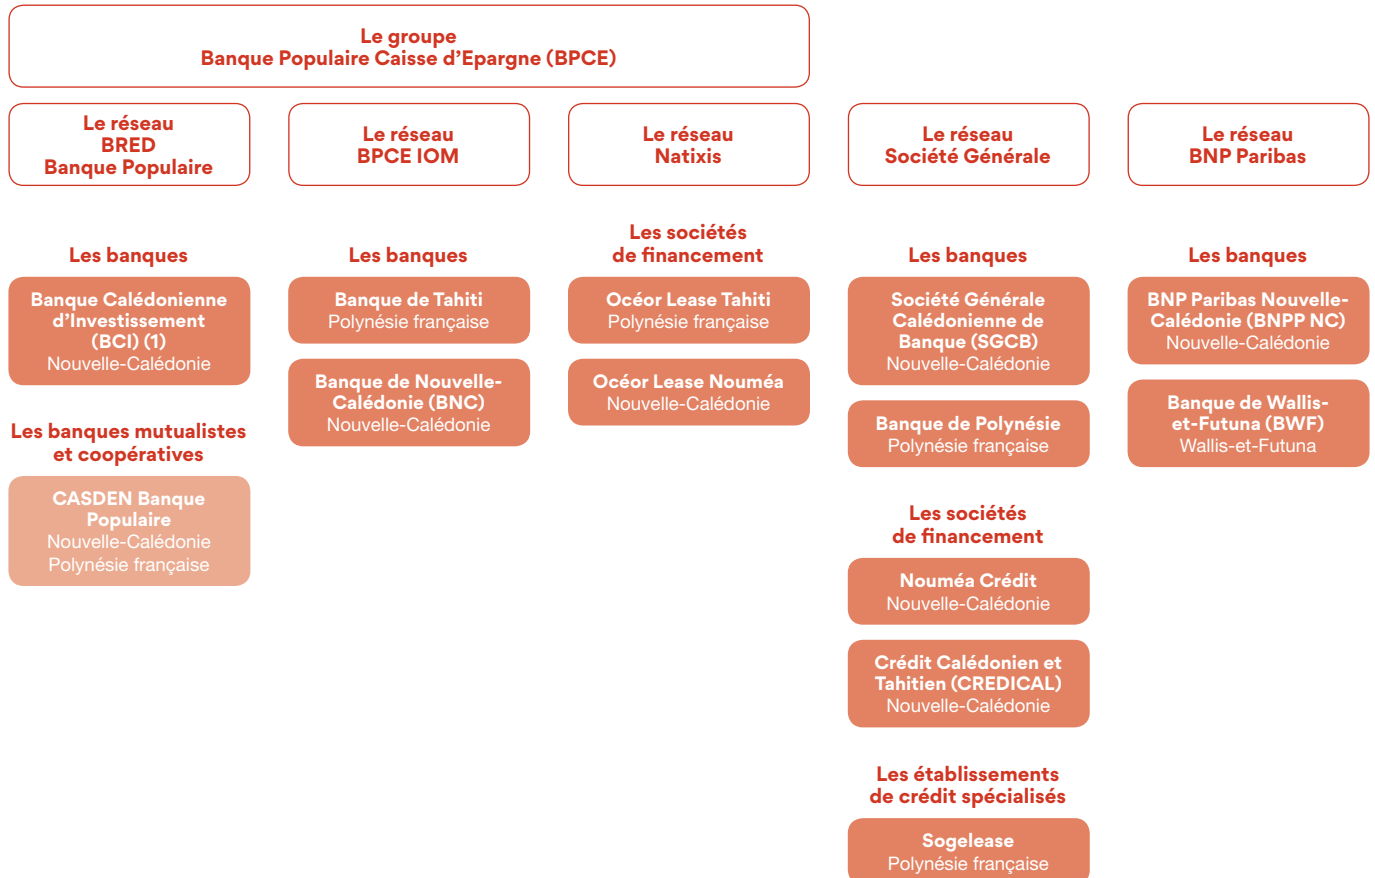 Le groupe
Banque Populaire Caisse d’Epargne (BPCE)
Le réseau
BRED
Banque Populaire
Les banques
Banque Calédonienne
d’Investissement
(BCI) (1)
Nouvelle-Calédonie
Les banques mutualistes
et coopératives
CASDEN Banque
Populaire
Nouvelle-Calédonie
Polynésie française
Le réseau
BPCE IOM
Les banques
Banque de Tahiti
Polynésie française
Banque de Nouvelle-
Calédonie (BNC)
Nouvelle-Calédonie
Le réseau
Natixis
Les sociétés
de financement
Océor Lease Tahiti
Polynésie française
Océor Lease Nouméa
Nouvelle-Calédonie
Le réseau
Société Générale
Les banques
Société Générale
Calédonienne de
Banque (SGCB)
Nouvelle-Calédonie
Banque de Polynésie
Polynésie française
Les sociétés
de financement
Nouméa Crédit
Nouvelle-Calédonie
Crédit Calédonien et
Tahitien (CREDICAL)
Nouvelle-Calédonie
Les établissements
de crédit spécialisés
Sogelease
Polynésie française
Le réseau
BNP Paribas
Les banques
BNP Paribas Nouvelle-
Calédonie (BNPP NC)
Nouvelle-Calédonie
Banque de Wallis-
et-Futuna (BWF)
Wallis-et-Futuna